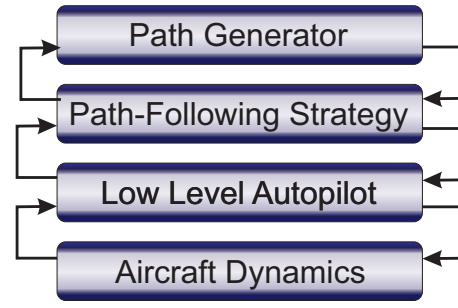 Path Generator
Path-Following Strategy
Low Level Autopilot
Aircraft Dynamics